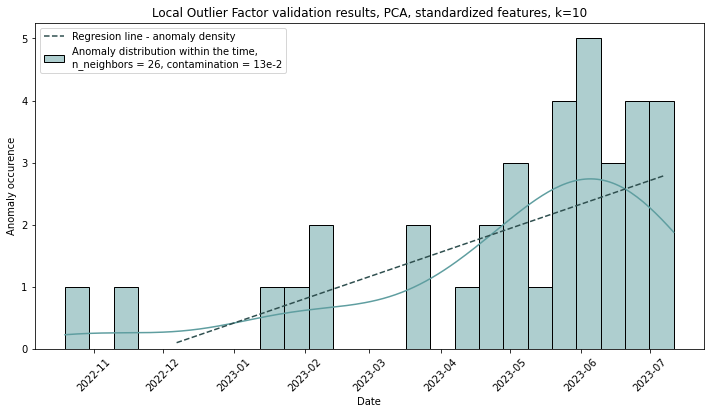 Local Outlier Factor validation results, PCA, standardized features, k=10
Regresion line - anomaly density
Anomaly distribution within the time,
n_neighbors = 26, contamination = 13e-2
Anomaly occurence
5
4
3
2
1
0
2022-11
2022-12
2023-01
2023-02
2023-03
2023-04
2023-05
2023-06
2023-07
Date